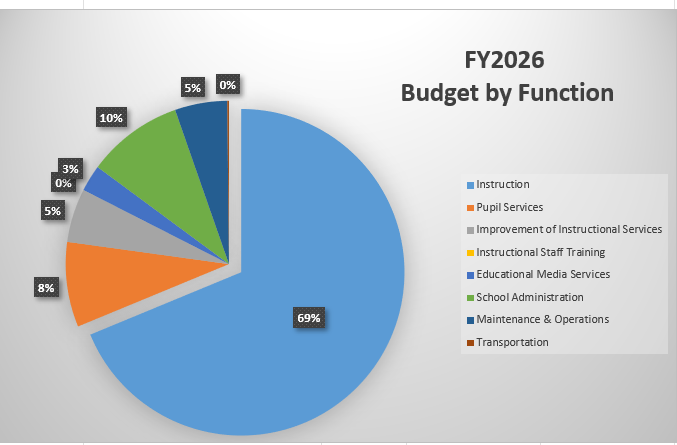 FY2026
Budget by Function
5%
0%
10%
3%
0%
5%
8%
69%
Instruction
Pupil Services
Improvement of Instructional Services
Instructional Staff Training
Educational Media Services
School Administration
Maintenance & Operations
Transportation